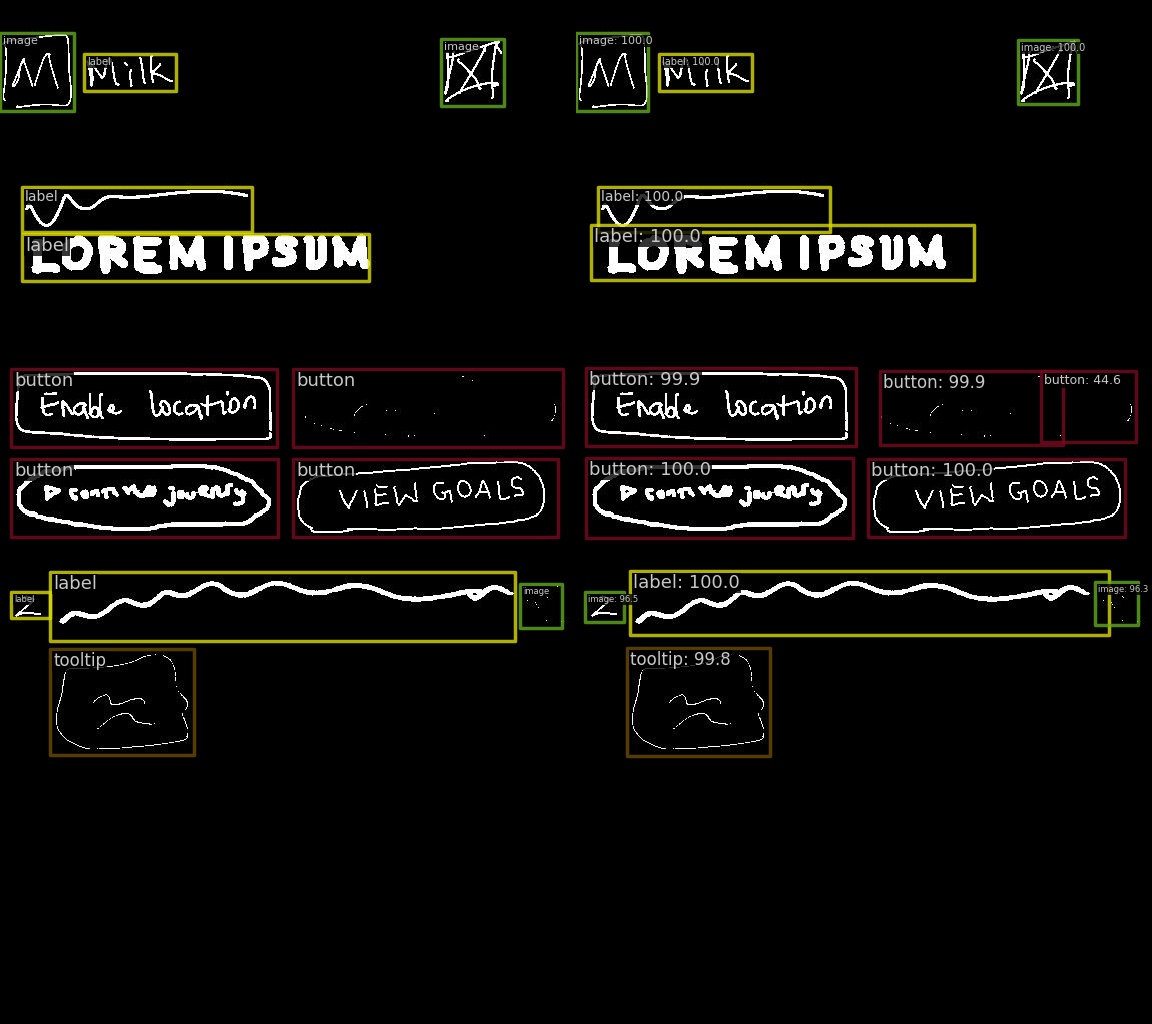 image
image
image: 100.0
image: 100.0
M
label
Milk
M
label: 100.0
Milk
label
label: 100.0
label
LOREM IPSUM
label: 100.0
LOREM IPSUM
button
Enable location
button
button: 99.9
Enable location
button: 99.9
button: 44.6
button
continue journey
button
VIEW GOALS
button: 100.0
continue journey
button: 100.0
VIEW GOALS
label
label
image
image: 96.5
label: 100.0
image: 96.3
tooltip
tooltip: 99.8